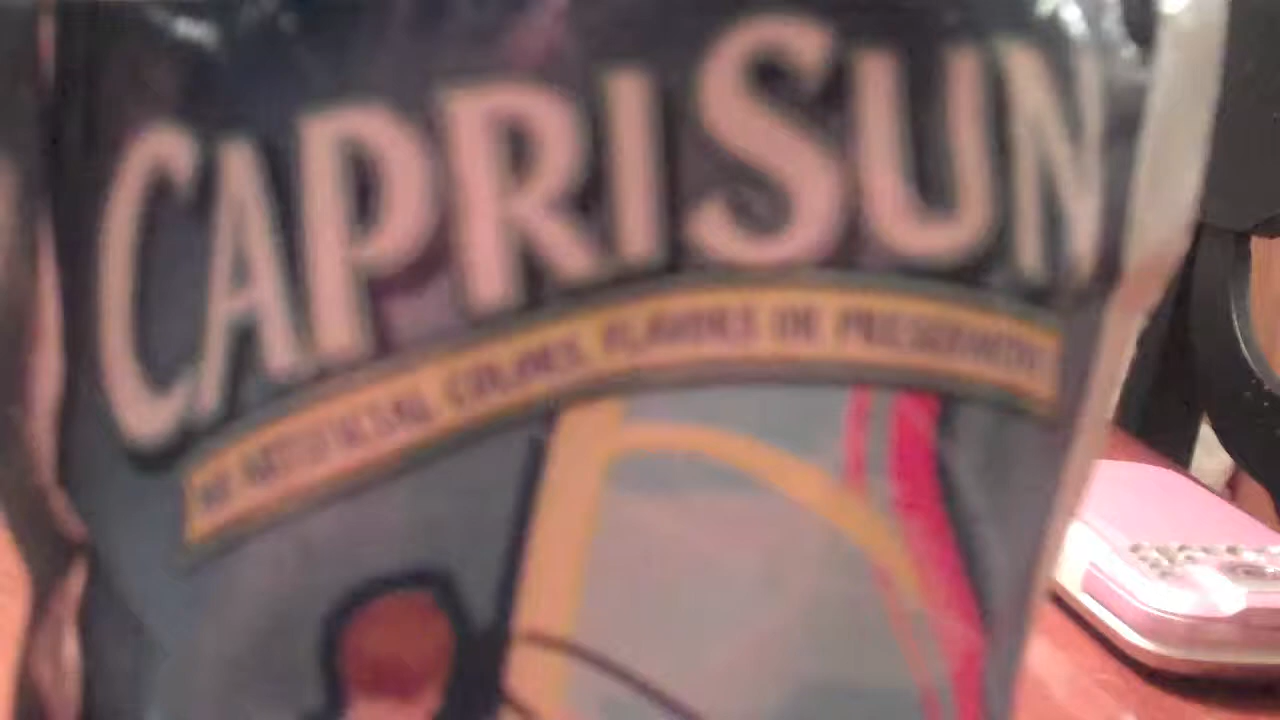 CAPRI SUN
NO ARTIFICIAL COLORS, FLAVORS OR PRESERVATIVES